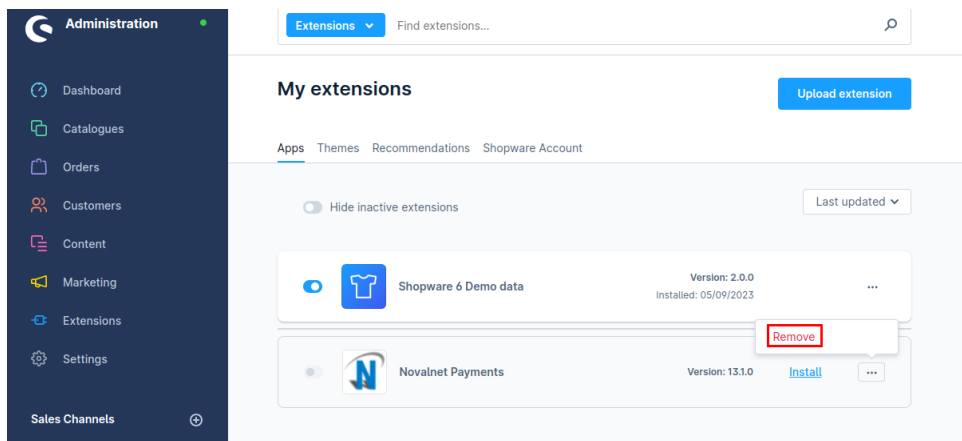 Administration
Dashboard
Catalogues
Orders
Customers
Content
Marketing
Extensions
Settings
Sales Channels
Extensions
Find extensions...
My extensions
Upload extension
Apps Themes Recommendations Shopware Account
Hide inactive extensions
Last updated
Shopware 6 Demo data
Version: 2.0.0
Installed: 05/09/2023
Remove
N
Novalnet Payments
Version: 13.1.0
Install